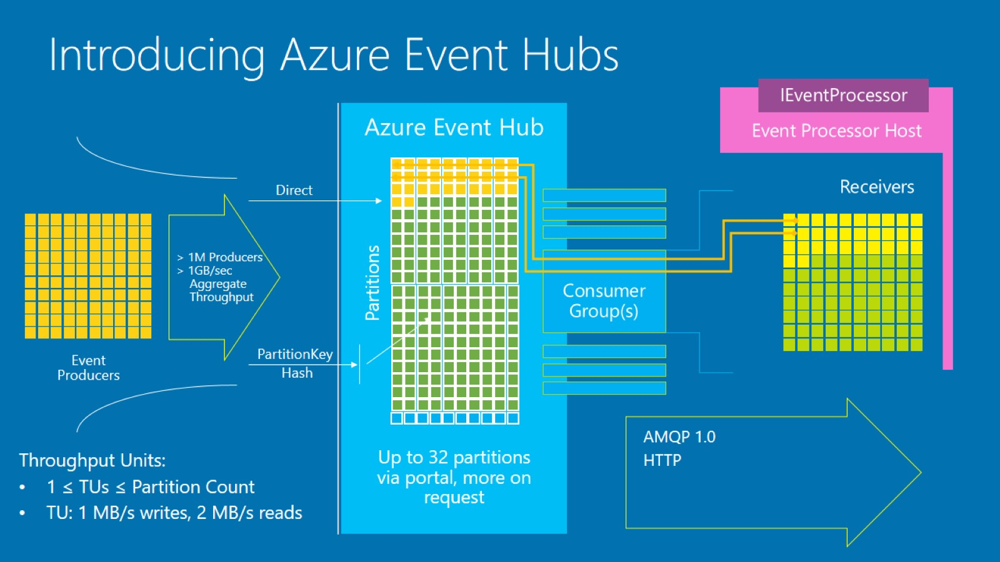 Introducing Azure Event Hubs
IEventProcessor
Event Processor Host
Azure Event Hub
Receivers
Direct
> 1M Producers
> 1GB/sec
Aggregate
Throughput
Partitions
Consumer
Group(s)
PartitionKey
Hash
Event
Producers
Throughput Units:
• 1 ≤ TUs ≤ Partition Count
• TU: 1 MB/s writes, 2 MB/s reads
Up to 32 partitions
via portal, more on
request
AMQP 1.0
HTTP